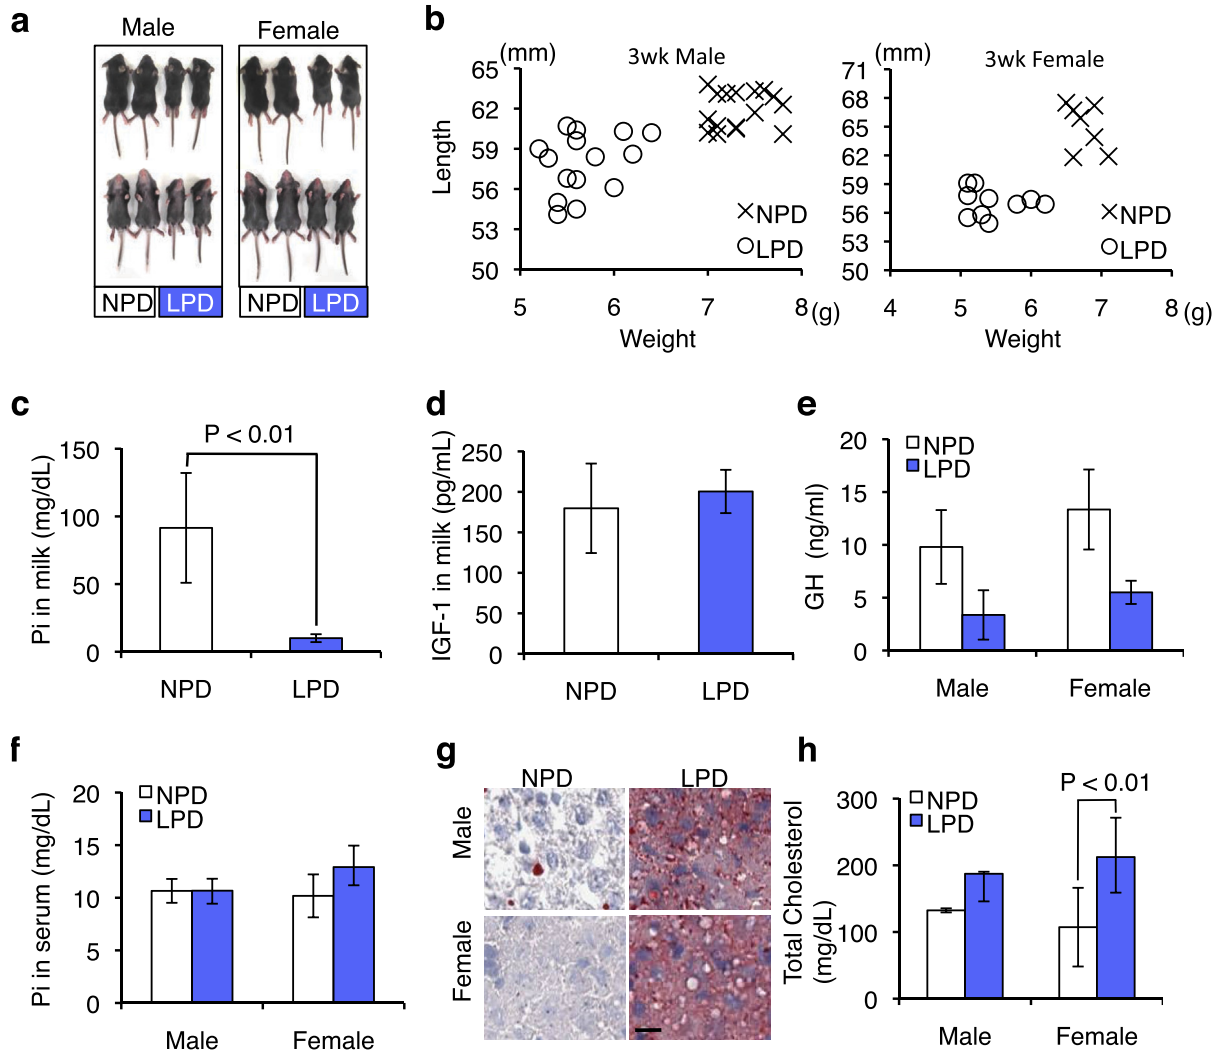 a
Male
Female
NPD
LPD
NPD
LPD
b
(mm)
3wk Male
65
62
59
56
53
50
Length
NPD
LPD
5
6
7
8
(g)
Weight
(mm)
3wk Female
71
68
65
62
59
56
53
50
NPD
LPD
4
5
6
7
8
(g)
Weight
c
P < 0.01
150
100
50
0
Pi in milk (mg/dL)
NPD
LPD
d
250
200
150
100
50
0
IGF-1 in milk (pg/mL)
NPD
LPD
e
20
15
10
5
0
GH (ng/ml)
NPD
LPD
Male
Female
f
20
15
10
5
0
Pi in serum (mg/dL)
NPD
LPD
Male
Female
g
NPD
LPD
Male
Female
h
P < 0.01
300
200
100
0
Total Cholesterol
(mg/dL)
NPD
LPD
Male
Female